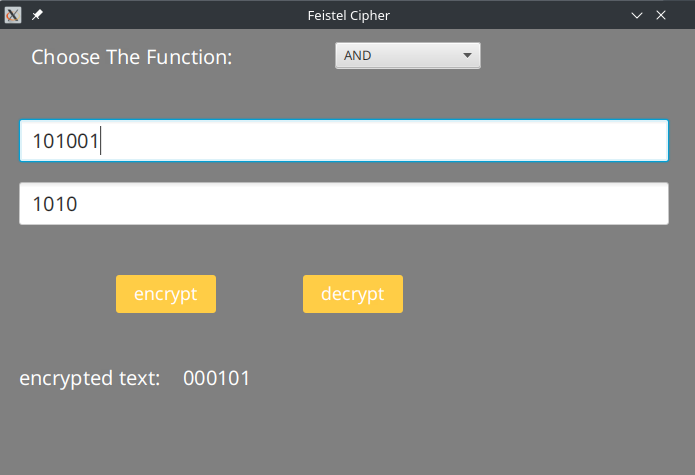 Feistel Cipher
Choose The Function: AND
101001
1010
encrypt decrypt
encrypted text: 000101